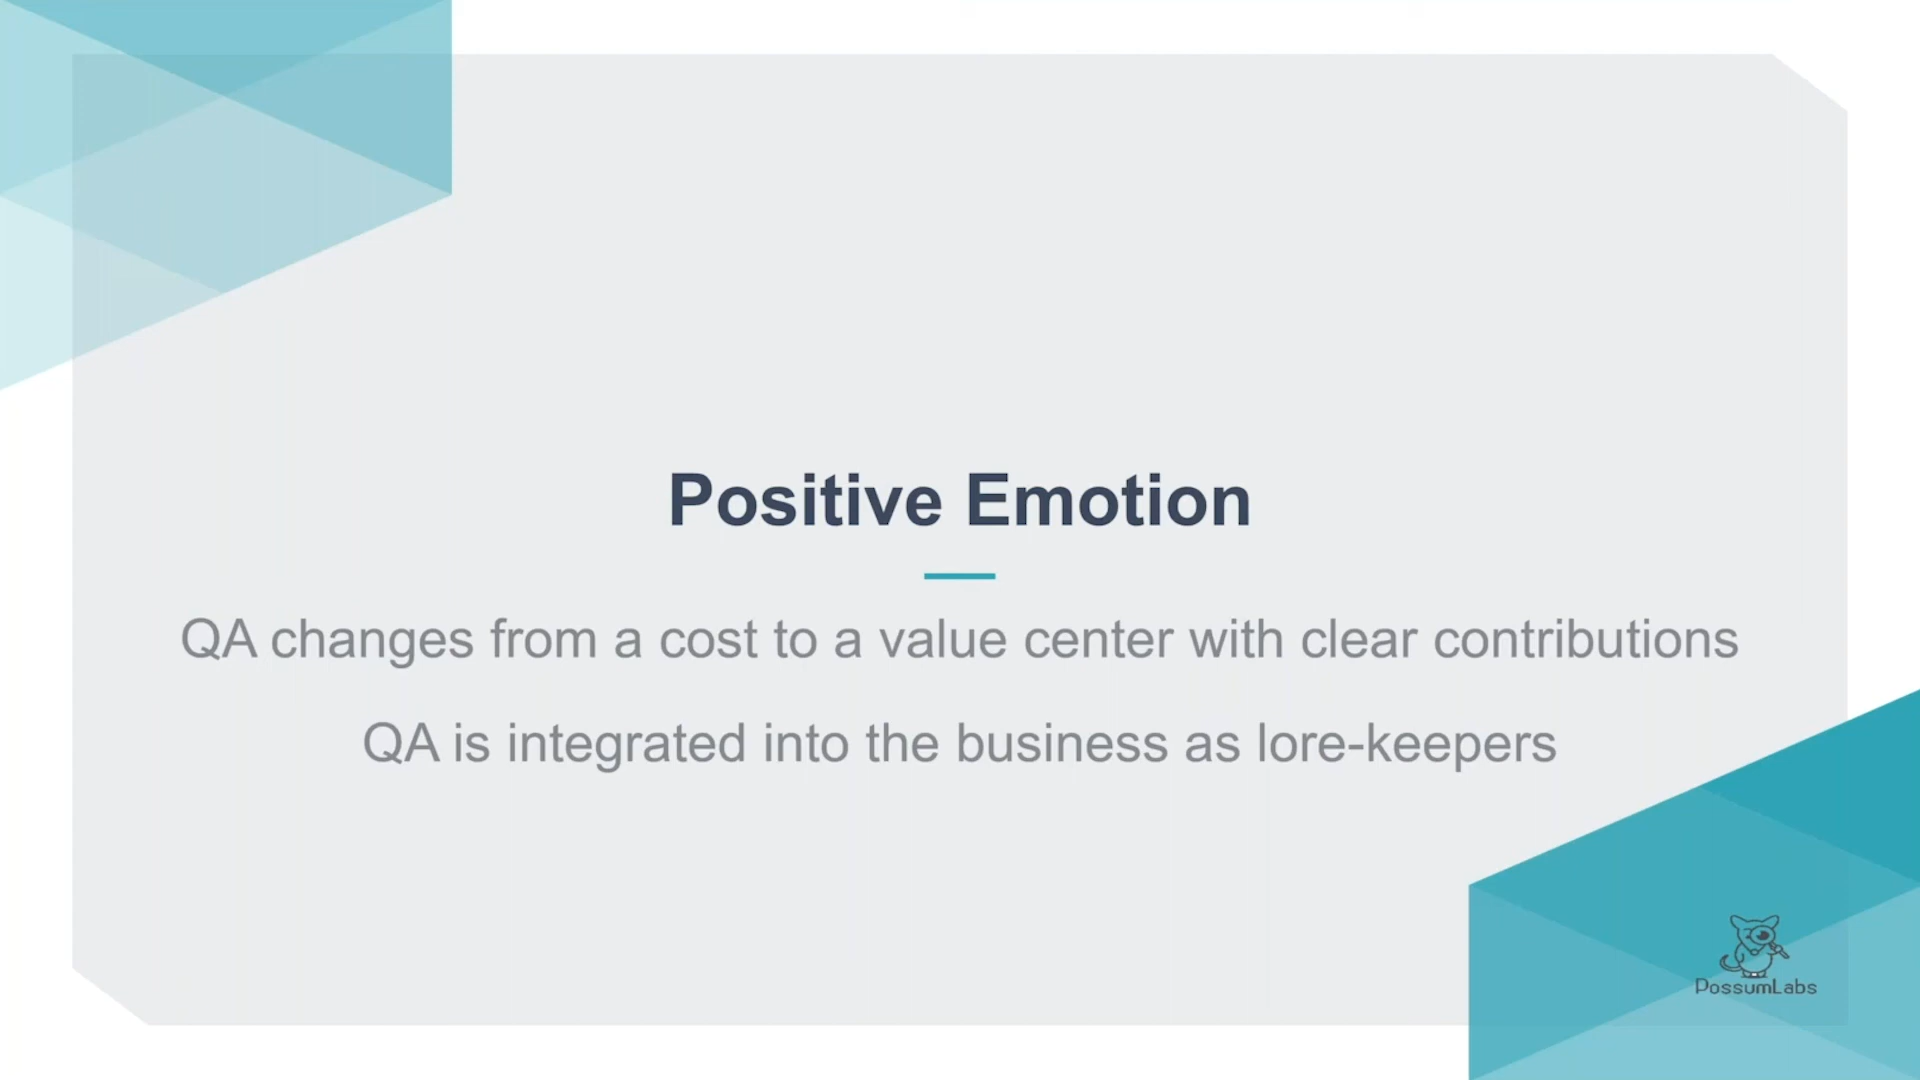 Positive Emotion
QA changes from a cost to a value center with clear contributions
QA is integrated into the business as lore-keepers
PossumLabs